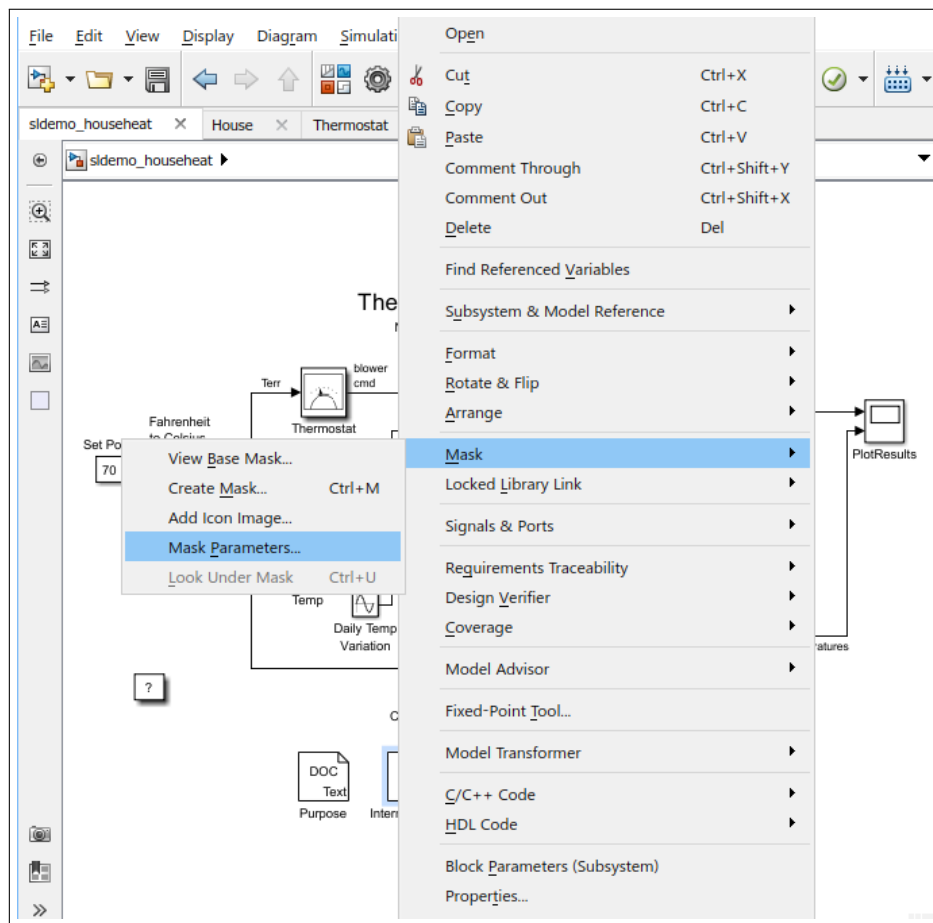 File Edit View Display Diagram Simulati
sldemo_househeat House Thermostat
sldemo_househeat
The
Terr
blower
cmd
Thermostat
Fahrenheit
to Celsius
Set Po
70
View Base Mask...
Create Mask... Ctrl+M
Add Icon Image...
Mask Parameters...
Look Under Mask Ctrl+U
Temp
Daily Temp
Variation
?
DOC
Text
Purpose
Open
Cut Ctrl+X
Copy Ctrl+C
Paste Ctrl+V
Comment Through Ctrl+Shift+Y
Comment Out Ctrl+Shift+X
Delete Del
Find Referenced Variables
Subsystem & Model Reference
Format
Rotate & Flip
Arrange
Mask
Locked Library Link
Signals & Ports
Requirements Traceability
Design Verifier
Coverage
Model Advisor
Fixed-Point Tool...
Model Transformer
C/C++ Code
HDL Code
Block Parameters (Subsystem)
Properties...
PlotResults
atures